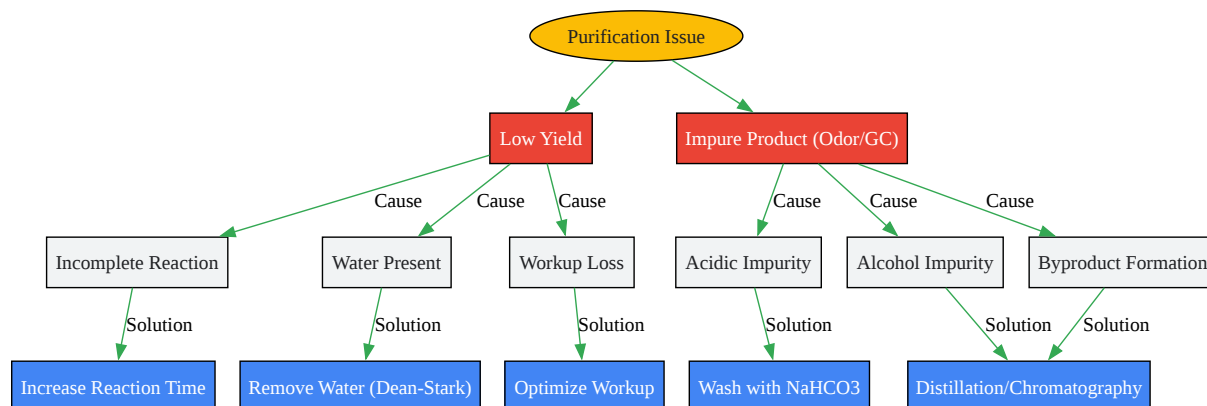 Purification Issue
Low Yield
Impure Product (Odor/GC)
Cause
Cause
Cause
Cause
Cause
Cause
Incomplete Reaction
Water Present
Workup Loss
Acidic Impurity
Alcohol Impurity
Byproduct Formation
Solution
Solution
Solution
Solution
Solution
Solution
Increase Reaction Time
Remove Water (Dean-Stark)
Optimize Workup
Wash with NaHCO3
Distillation/Chromatography